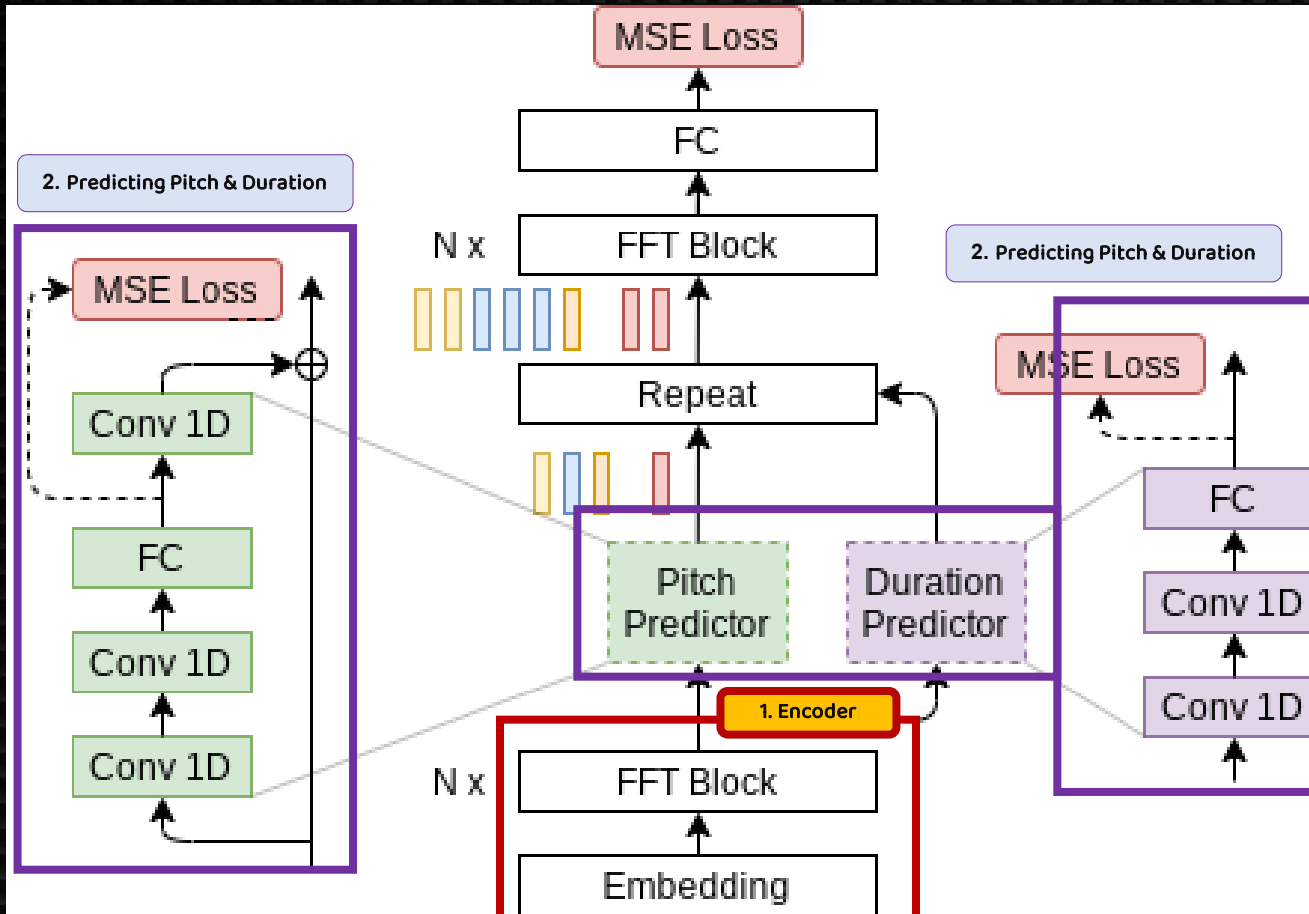 MSE Loss
FC
2. Predicting Pitch & Duration
N x
FFT Block
2. Predicting Pitch & Duration
MSE Loss
MSE Loss
Repeat
Conv 1D
FC
FC
Pitch
Predictor
Duration
Predictor
Conv 1D
Conv 1D
Conv 1D
Conv 1D
1. Encoder
N x
FFT Block
Embedding